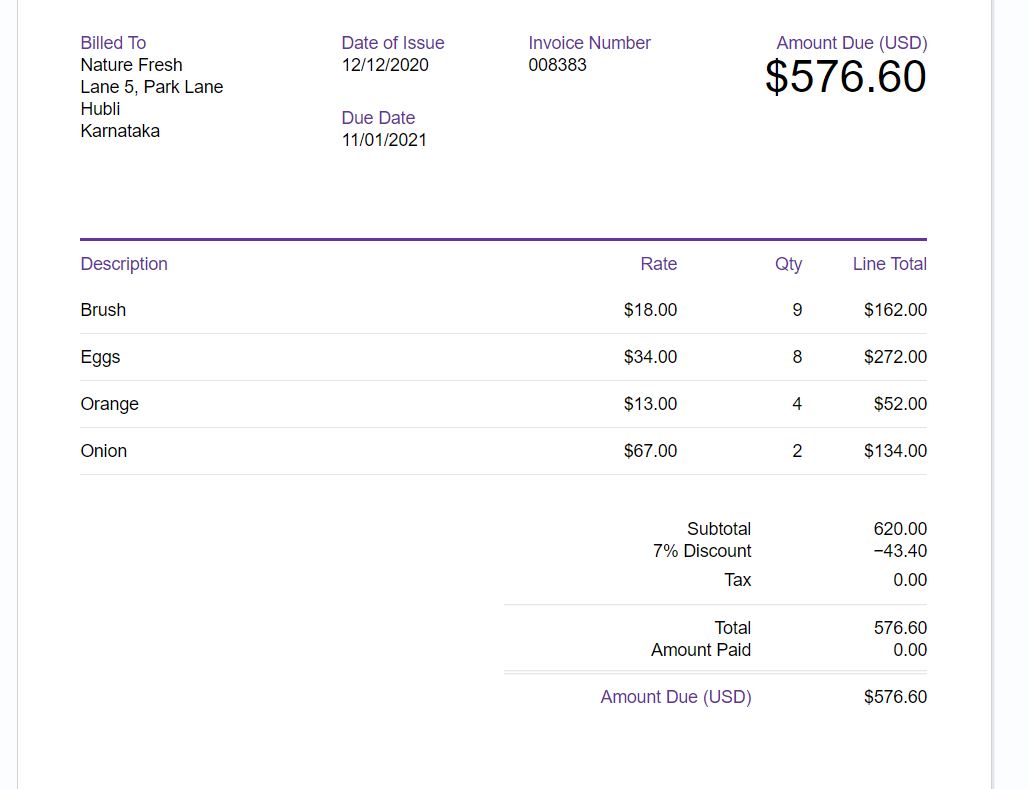 Billed To
Nature Fresh
Lane 5, Park Lane
Hubli
Karnataka
Date of Issue
12/12/2020
Due Date
11/01/2021
Invoice Number
008383
Amount Due (USD)
$576.60
Description Rate Qty Line Total
Brush $18.00 9 $162.00
Eggs $34.00 8 $272.00
Orange $13.00 4 $52.00
Onion $67.00 2 $134.00
Subtotal 620.00
7% Discount −43.40
Tax 0.00
Total 576.60
Amount Paid 0.00
Amount Due (USD) $576.60